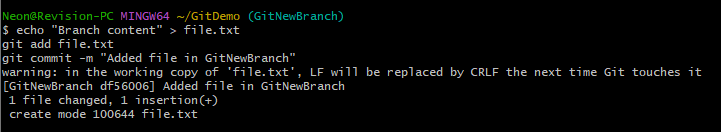 Neon@Revision-PC MINGW64 ~/GitDemo (GitNewBranch)
$ echo "Branch content" > file.txt
git add file.txt
git commit -m "Added file in GitNewBranch"
warning: in the working copy of 'file.txt', LF will be replaced by CRLF the next time Git touches it
[GitNewBranch df56006] Added file in GitNewBranch
 1 file changed, 1 insertion(+)
 create mode 100644 file.txt